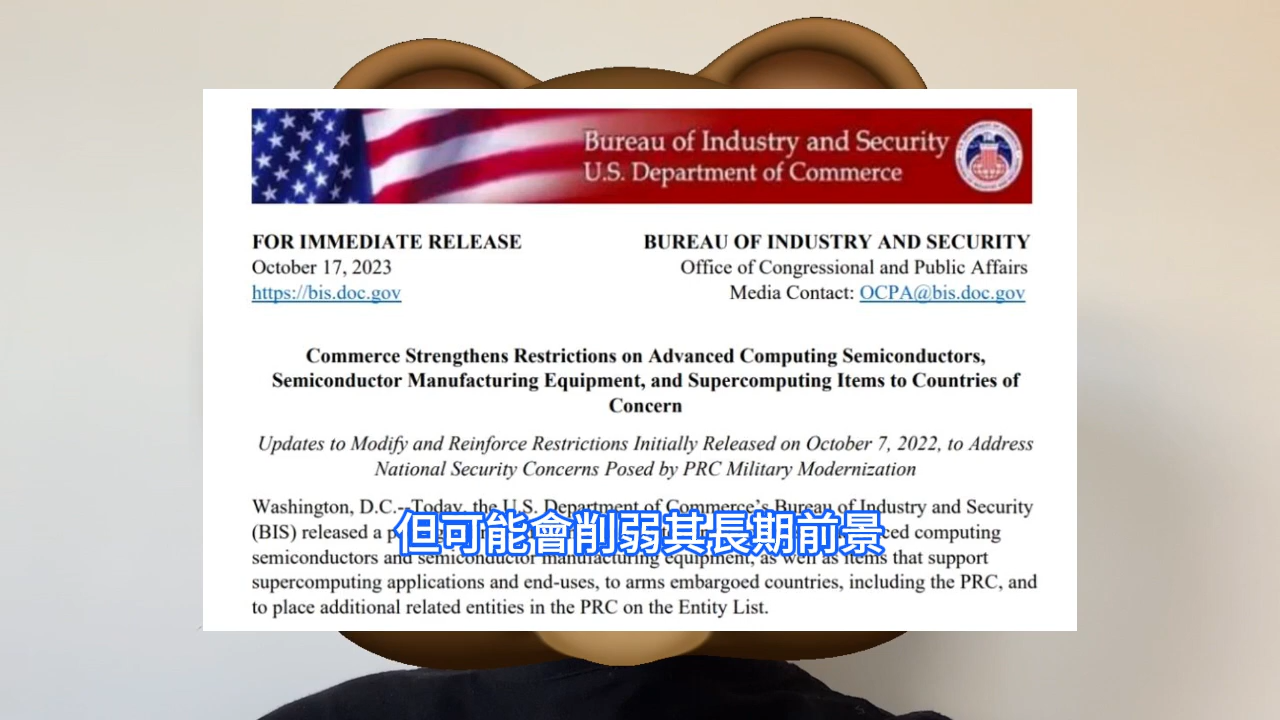 Bureau of Industry and Security
U.S. Department of Commerce
FOR IMMEDIATE RELEASE
October 17, 2023
https://bis.doc.gov
BUREAU OF INDUSTRY AND SECURITY
Office of Congressional and Public Affairs
Media Contact: OCPA@bis.doc.gov
Commerce Strengthens Restrictions on Advanced Computing Semiconductors,
Semiconductor Manufacturing Equipment, and Supercomputing Items to Countries of
Concern
Updates to Modify and Reinforce Restrictions Initially Released on October 7, 2022, to Address
National Security Concerns Posed by PRC Military Modernization
Washington, D.C.--Today, the U.S. Department of Commerce's Bureau of Industry and Security
(BIS) released a computing
semiconductors and semiconductor manufacturing equipment, as well as items that support
supercomputing applications and end-uses, to arms embargoed countries, including the PRC, and
to place additional related entities in the PRC on the Entity List.
但可能會削弱其長期前景